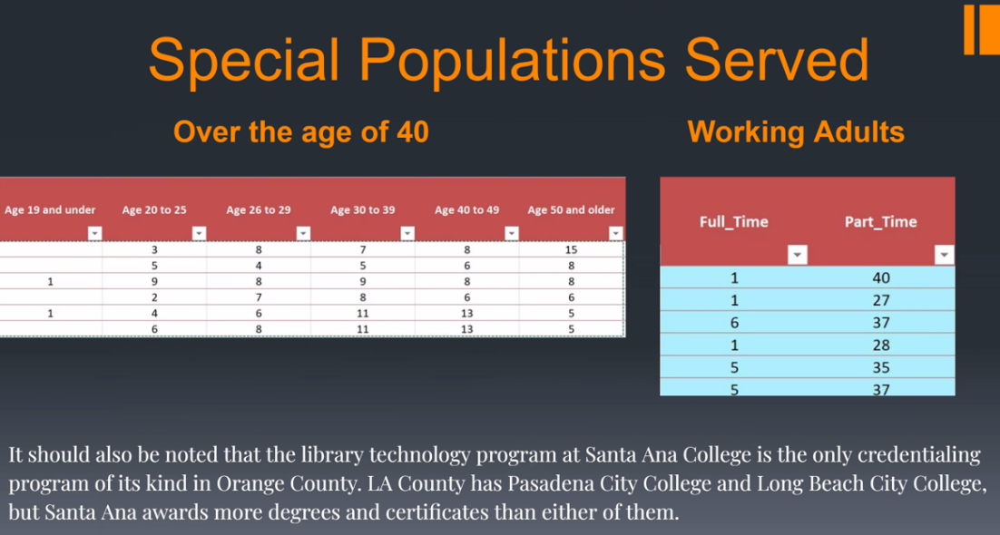 Special Populations Served
Over the age of 40
Working Adults
Age 19 and under Age 20 to 25 Age 26 to 29 Age 30 to 39 Age 40 to 49 Age 50 and older
3 8 7 8 15
5 4 5 6 8
1 9 8 9 8 8
2 7 8 6 6
1 4 6 11 13 5
6 8 11 13 5
Full_Time Part_Time
1 40
1 27
6 37
1 28
5 35
5 37
It should also be noted that the library technology program at Santa Ana College is the only credentialing
program of its kind in Orange County. LA County has Pasadena City College and Long Beach City College,
but Santa Ana awards more degrees and certificates than either of them.